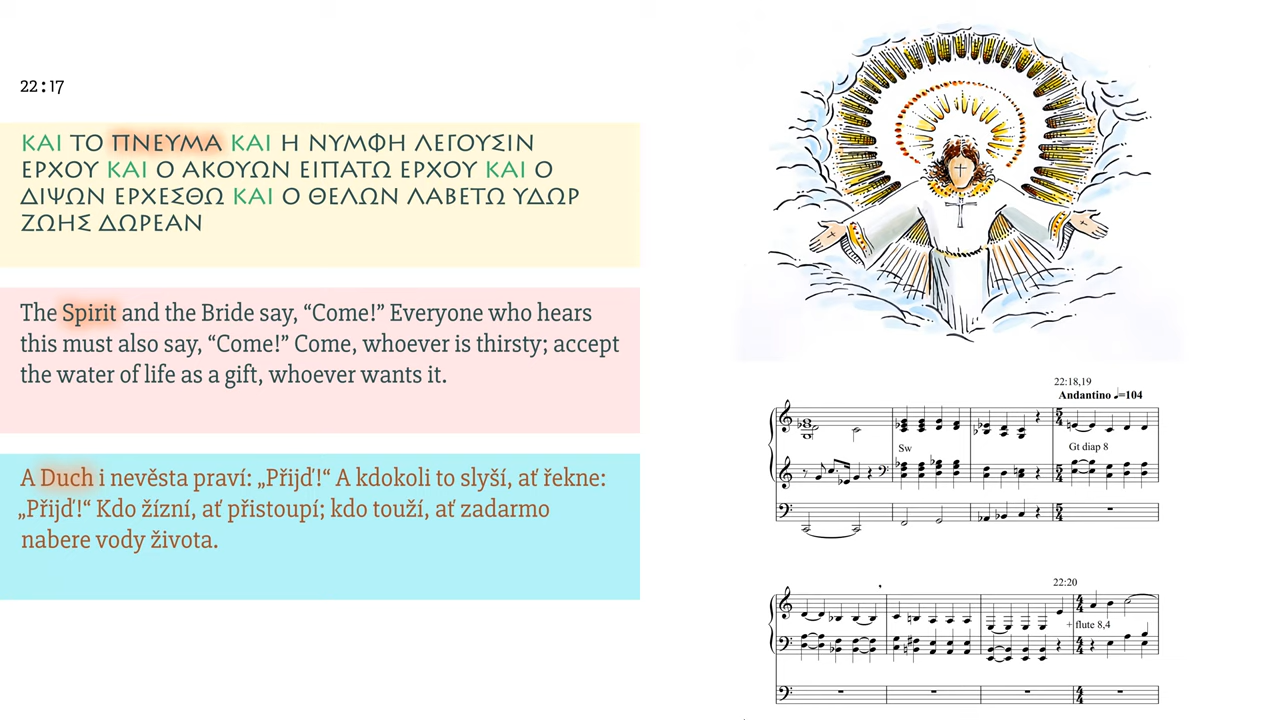 22:17
ΚΑΙ ΤΟ ΠΝΕΥΜΑ ΚΑΙ Η ΝΥΜΦΗ ΛΕΓΟΥΣΙΝ
ΕΡΧΟΥ ΚΑΙ Ο ΑΚΟΥΩΝ ΕΙΠΑΤΩ ΕΡΧΟΥ ΚΑΙ Ο
ΔΙΨΩΝ ΕΡΧΕΣΘΩ ΚΑΙ Ο ΘΕΛΩΝ ΛΑΒΕΤΩ ΥΔΩΡ
ΖΩΗΣ ΔΩΡΕΑΝ
The Spirit and the Bride say, “Come!” Everyone who hears
this must also say, “Come!” Come, whoever is thirsty; accept
the water of life as a gift, whoever wants it.
A Duch i nevěsta praví: „Přijď!“ A kdokoli to slyší, ať řekne:
„Přijď!“ Kdo žízní, ať přistoupí; kdo touží, ať zadarmo
nabere vody života.
22:18,19
Andantino ♩=104
Sw
Gt diap 8
5/4
22:20
+ flute 8,4
4/4